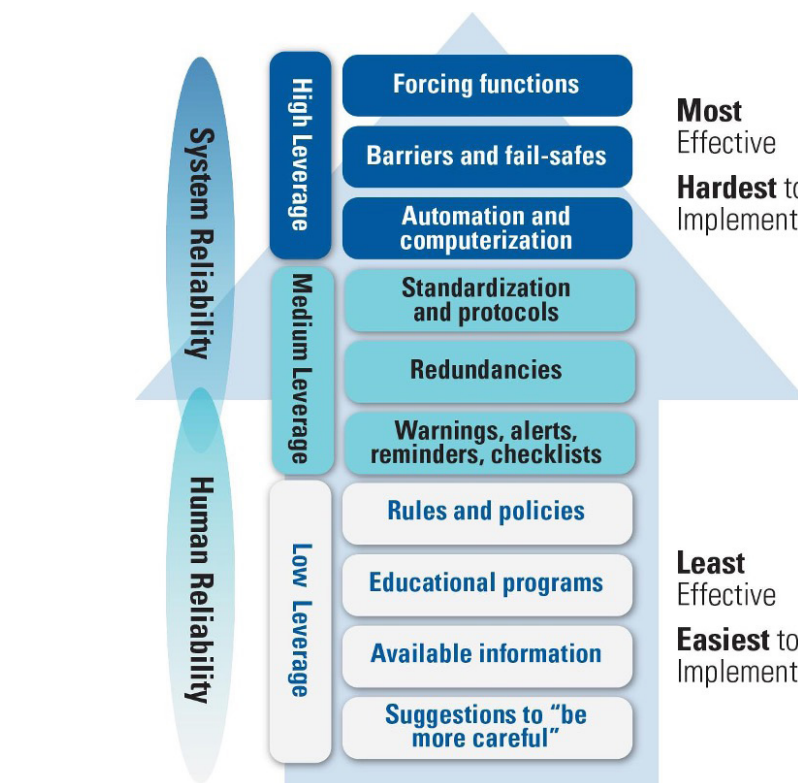 System Reliability
Human Reliability
High Leverage
Forcing functions
Barriers and fail-safes
Automation and
computerization
Medium Leverage
Standardization
and protocols
Redundancies
Warnings, alerts,
reminders, checklists
Low Leverage
Rules and policies
Educational programs
Available information
Suggestions to “be
more careful”
Most
Effective
Hardest to
Implement
Least
Effective
Easiest to
Implement